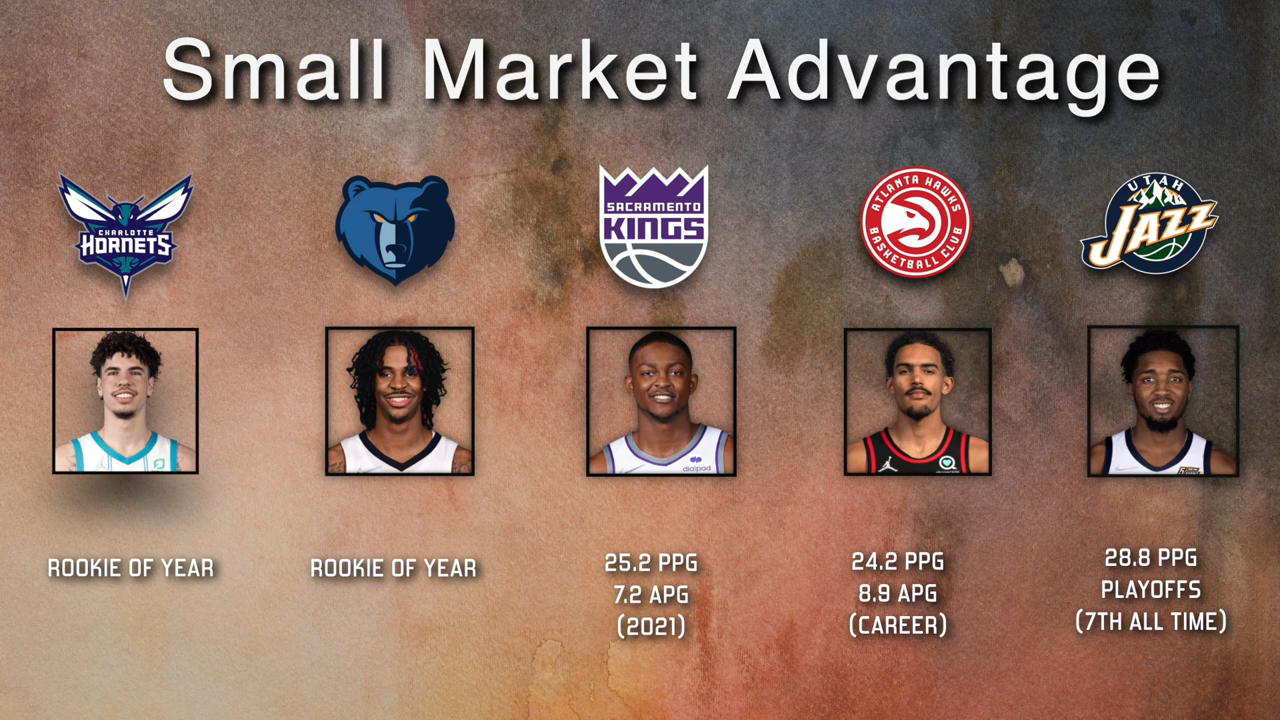 Small Market Advantage
CHARLOTTE
HORNETS
SACRAMENTO
KINGS
ATLANTA HAWKS
BASKETBALL CLUB
UTAH
JAZZ
dialpad
ROOKIE OF YEAR
ROOKIE OF YEAR
25.2 PPG
7.2 APG
(2021)
24.2 PPG
8.9 APG
(CAREER)
28.8 PPG
PLAYOFFS
(7TH ALL TIME)